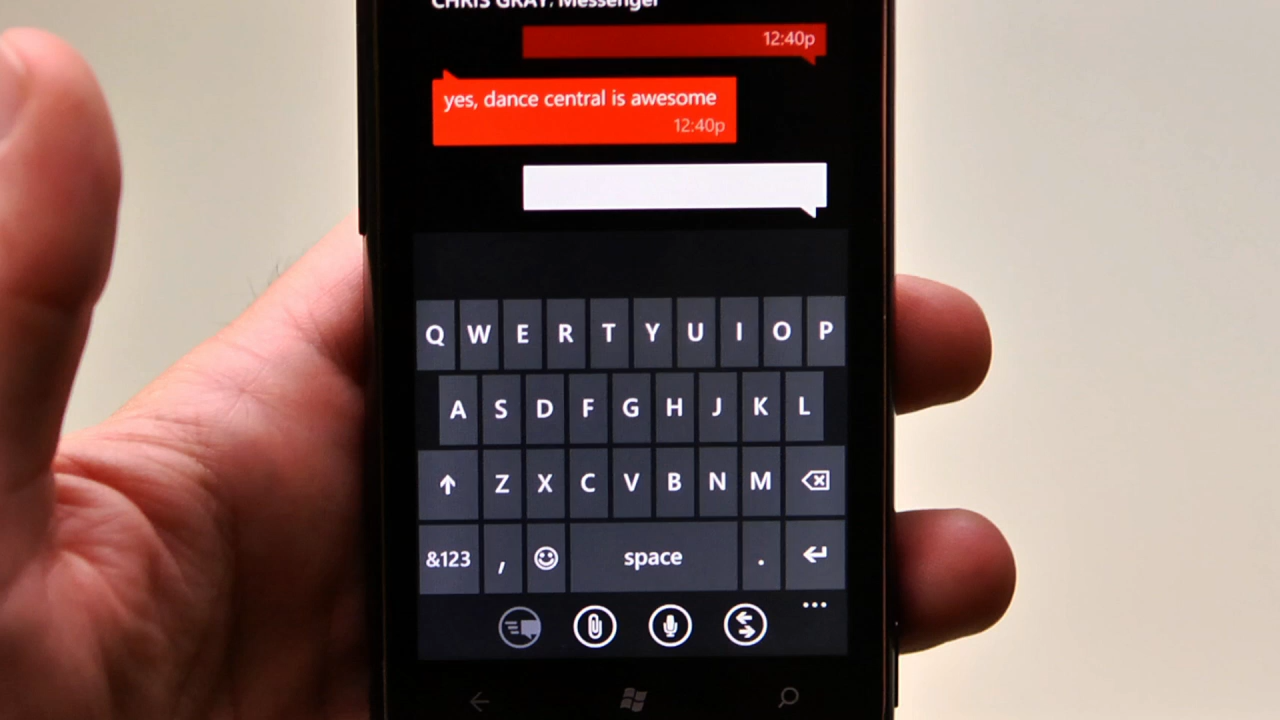 CHRIS GRAY, Messenger
12:40p
yes, dance central is awesome
12:40p
Q W E R T Y U I O P
A S D F G H J K L
Z X C V B N M
&123 , space .